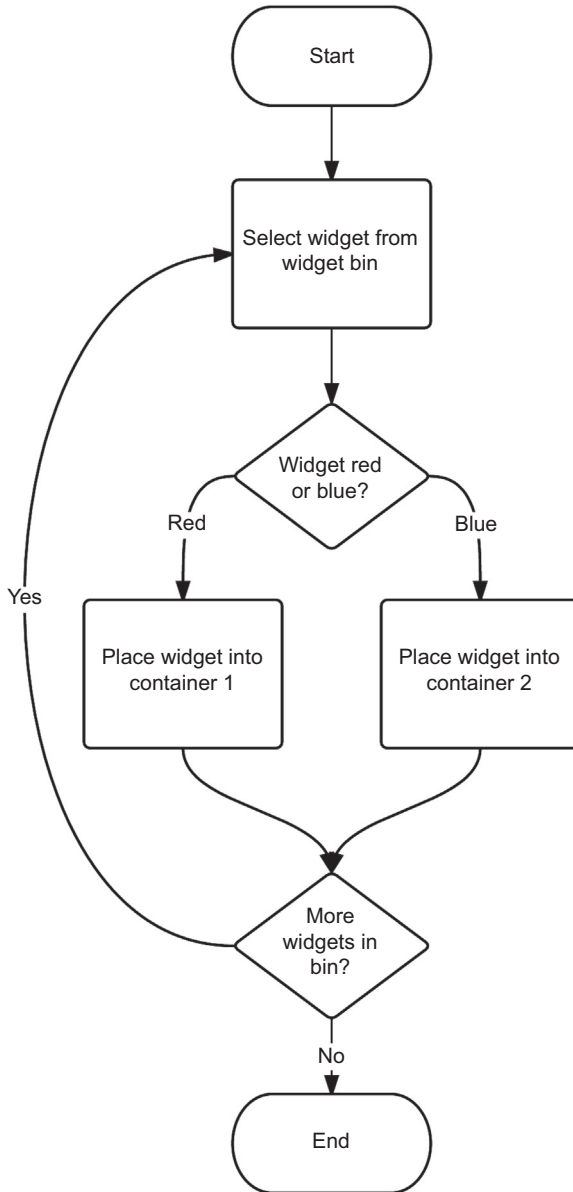 Start
Select widget from
widget bin
Widget red
or blue?
Red
Blue
Yes
Place widget into
container 1
Place widget into
container 2
More
widgets in
bin?
No
End